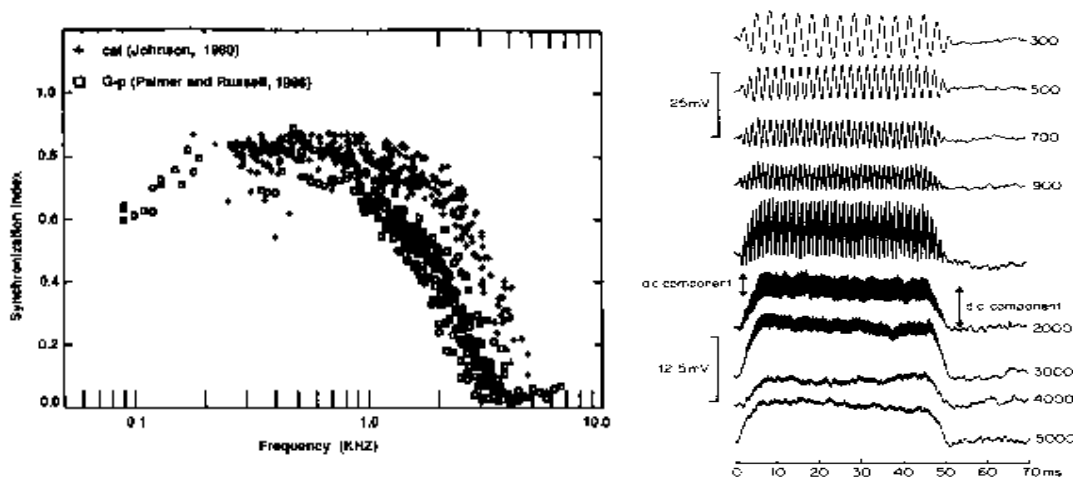 cat (Johnson, 1980)
G-p (Palmer and Russell, 1986)
Synchronization Index
1.0
0.8
0.6
0.4
0.2
0.0
0.1
1.0
10.0
Frequency (KHZ)
300
500
25mV
700
900
a c component
d c component
2000
3000
12·5mV
4000
5000
0 10 20 30 40 50 60 70 ms